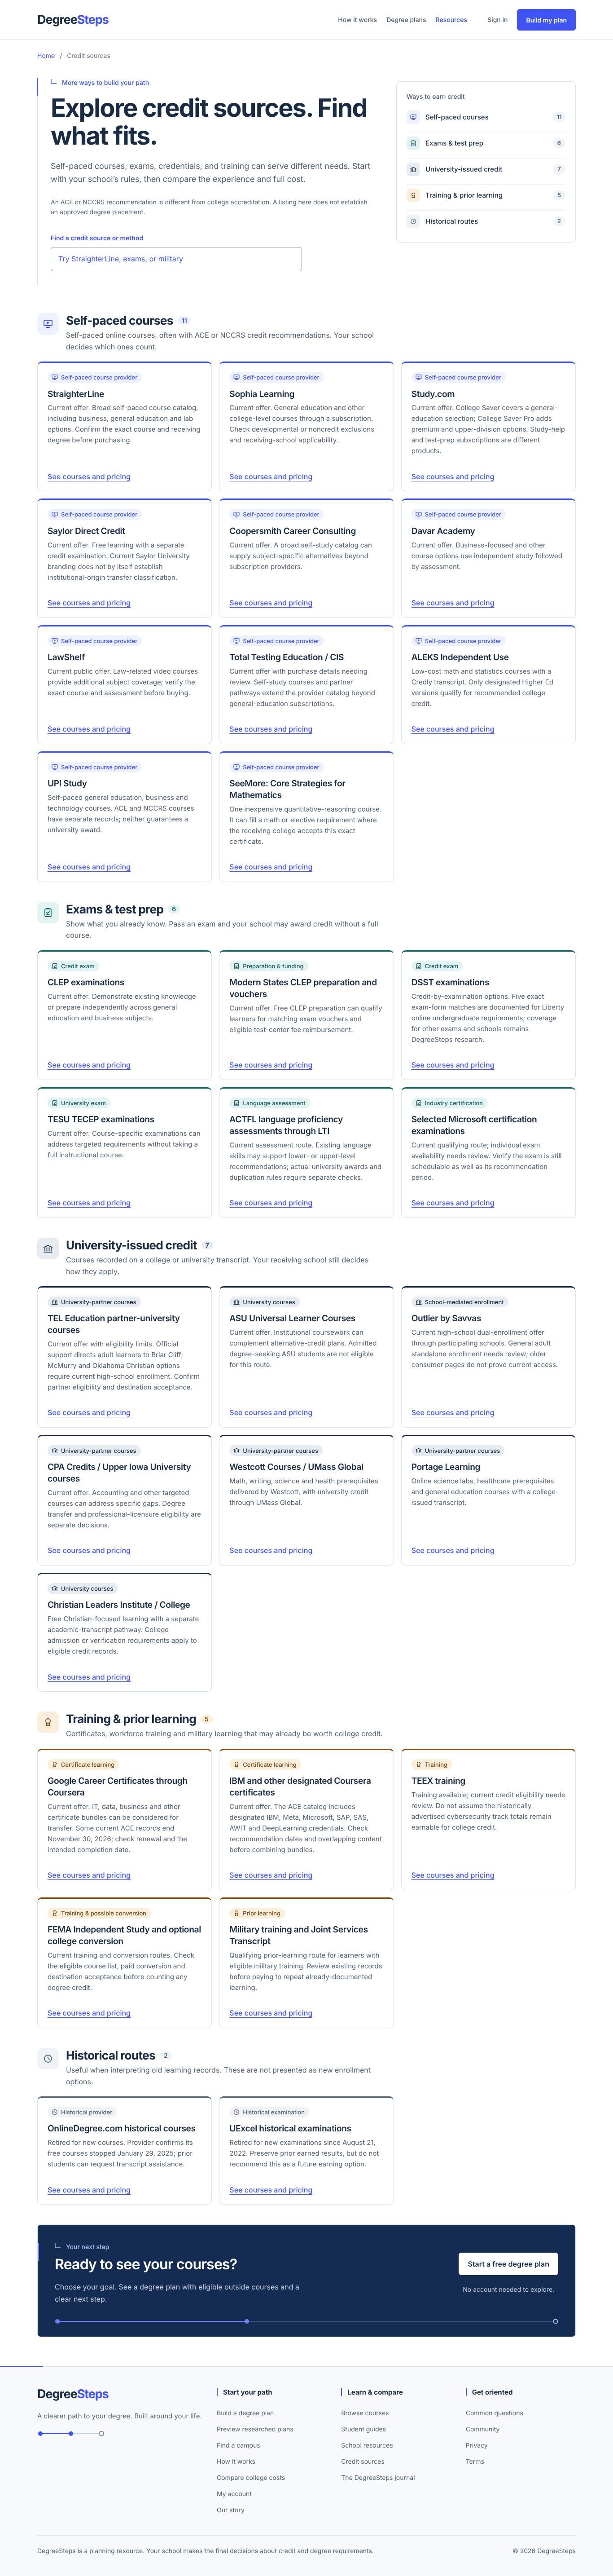 DegreeSteps
How it works
Degree plans
Resources
Sign in
Build my plan
Home / Credit sources
More ways to build your path
Explore credit sources. Find
what fits.
Self-paced courses, exams, credentials, and training can serve different needs. Start
with your school's rules, then compare the experience and full cost.
An ACE or NCCRS recommendation is different from college accreditation. A listing here does not establish
an approved degree placement.
Find a credit source or method
Try StraighterLine, exams, or military
Ways to earn credit
Self-paced courses 11
Exams & test prep 6
University-issued credit 7
Training & prior learning 5
Historical routes 2
Self-paced courses 11
Self-paced online courses, often with ACE or NCCRS credit recommendations. Your school
decides which ones count.
Self-paced course provider
StraighterLine
Current offer. Broad self-paced course catalog,
including business, general education and lab
options. Confirm the exact course and receiving
degree before purchasing.
See courses and pricing
Self-paced course provider
Sophia Learning
Current offer. General education and other
college-level courses through a subscription.
Check developmental or noncredit exclusions
and receiving-school applicability.
See courses and pricing
Self-paced course provider
Study.com
Current offer. College Saver covers a general-
education selection; College Saver Pro adds
premium and upper-division options. Study-help
and test-prep subscriptions are different
products.
See courses and pricing
Self-paced course provider
Saylor Direct Credit
Current offer. Free learning with a separate
credit examination. Current Saylor University
branding does not by itself establish
institutional-origin transfer classification.
See courses and pricing
Self-paced course provider
Coopersmith Career Consulting
Current offer. A broad self-study catalog can
supply subject-specific alternatives beyond
subscription providers.
See courses and pricing
Self-paced course provider
Davar Academy
Current offer. Business-focused and other
course options use independent study followed
by assessment.
See courses and pricing
Self-paced course provider
LawShelf
Current public offer. Law-related video courses
provide additional subject coverage; verify the
exact course and assessment before buying.
See courses and pricing
Self-paced course provider
Total Testing Education / CIS
Current offer with purchase details needing
review. Self-study courses and partner
pathways extend the provider catalog beyond
general-education subscriptions.
See courses and pricing
Self-paced course provider
ALEKS Independent Use
Low-cost math and statistics courses with a
Credly transcript. Only designated Higher Ed
versions qualify for recommended college
credit.
See courses and pricing
Self-paced course provider
UPI Study
Self-paced general education, business and
technology courses. ACE and NCCRS courses
have separate records; neither guarantees a
university award.
See courses and pricing
Self-paced course provider
SeeMore: Core Strategies for
Mathematics
One inexpensive quantitative-reasoning course.
It can fill a math or elective requirement where
the receiving college accepts this exact
certificate.
See courses and pricing
Exams & test prep 6
Show what you already know. Pass an exam and your school may award credit without a full
course.
Credit exam
CLEP examinations
Current offer. Demonstrate existing knowledge
or prepare independently across general
education and business subjects.
See courses and pricing
Preparation & funding
Modern States CLEP preparation and
vouchers
Current offer. Free CLEP preparation can qualify
learners for matching exam vouchers and
eligible test-center fee reimbursement.
See courses and pricing
Credit exam
DSST examinations
Credit-by-examination options. Five exact
exam-form matches are documented for Liberty
online undergraduate requirements; coverage
for other exams and schools remains
DegreeSteps research.
See courses and pricing
University exam
TESU TECEP examinations
Current offer. Course-specific examinations can
address targeted requirements without taking a
full instructional course.
See courses and pricing
Language assessment
ACTFL language proficiency
assessments through LTI
Current assessment route. Existing language
skills may support lower- or upper-level
recommendations; actual university awards and
duplication rules require separate checks.
See courses and pricing
Industry certification
Selected Microsoft certification
examinations
Current qualifying route; individual exam
availability needs review. Verify the exam is still
schedulable as well as its recommendation
period.
See courses and pricing
University-issued credit 7
Courses recorded on a college or university transcript. Your receiving school still decides
how they apply.
University-partner courses
TEL Education partner-university
courses
Current offer with eligibility limits. Official
support directs adult learners to Briar Cliff;
McMurry and Oklahoma Christian options
require current high-school enrollment. Confirm
partner eligibility and destination acceptance.
See courses and pricing
University courses
ASU Universal Learner Courses
Current offer. Institutional coursework can
complement alternative-credit plans. Admitted
degree-seeking ASU students are not eligible
for this route.
See courses and pricing
School-mediated enrollment
Outlier by Savvas
Current high-school dual-enrollment offer
through participating schools. General adult
standalone enrollment needs review; older
consumer pages do not prove current access.
See courses and pricing
University-partner courses
CPA Credits / Upper Iowa University
courses
Current offer. Accounting and other targeted
courses can address specific gaps. Degree
transfer and professional-licensure eligibility are
separate decisions.
See courses and pricing
University-partner courses
Westcott Courses / UMass Global
Math, writing, science and health prerequisites
delivered by Westcott, with university credit
through UMass Global.
See courses and pricing
University-partner courses
Portage Learning
Online science labs, healthcare prerequisites
and general education courses with a college-
issued transcript.
See courses and pricing
University courses
Christian Leaders Institute / College
Free Christian-focused learning with a separate
academic-transcript pathway. College
admission or verification requirements apply to
eligible credit records.
See courses and pricing
Training & prior learning 5
Certificates, workforce training and military learning that may already be worth college credit.
Certificate learning
Google Career Certificates through
Coursera
Current offer. IT, data, business and other
certificate bundles can be considered for
transfer. Some current ACE records end
November 30, 2026; check renewal and the
intended completion date.
See courses and pricing
Certificate learning
IBM and other designated Coursera
certificates
Current offer. The ACE catalog includes
designated IBM, Meta, Microsoft, SAP, SAS,
AWIT and DeepLearning credentials. Check
recommendation dates and overlapping content
before combining bundles.
See courses and pricing
Training
TEEX training
Training available; current credit eligibility needs
review. Do not assume the historically
advertised cybersecurity track totals remain
earnable for college credit.
See courses and pricing
Training & possible conversion
FEMA Independent Study and optional
college conversion
Current training and conversion routes. Check
the eligible course list, paid conversion and
destination acceptance before counting any
degree credit.
See courses and pricing
Prior learning
Military training and Joint Services
Transcript
Qualifying prior-learning route for learners with
eligible military training. Review existing records
before paying to repeat already-documented
learning.
See courses and pricing
Historical routes 2
Useful when interpreting old learning records. These are not presented as new enrollment
options.
Historical provider
OnlineDegree.com historical courses
Retired for new courses. Provider confirms its
free courses stopped January 29, 2025; prior
students can request transcript assistance.
See courses and pricing
Historical examination
UExcel historical examinations
Retired for new examinations since August 21,
2022. Preserve prior earned results, but do not
recommend this as a future earning option.
See courses and pricing
Your next step
Ready to see your courses?
Choose your goal. See a degree plan with eligible outside courses and a
clear next step.
Start a free degree plan
No account needed to explore.
DegreeSteps
A clearer path to your degree. Built around your life.
Start your path
Build a degree plan
Preview researched plans
Find a campus
How it works
Compare college costs
My account
Our story
Learn & compare
Browse courses
Student guides
School resources
Credit sources
The DegreeSteps journal
Get oriented
Common questions
Community
Privacy
Terms
DegreeSteps is a planning resource. Your school makes the final decisions about credit and degree requirements.
© 2026 DegreeSteps